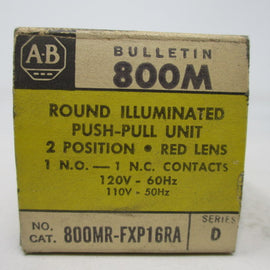 AB
BULLETIN
800M
ROUND ILLUMINATED
PUSH-PULL UNIT
2 POSITION • RED LENS
1 N.O. — 1 N.C. CONTACTS
120V - 60Hz
110V - 50Hz
NO.
CAT. 800MR-FXP16RA
SERIES
D